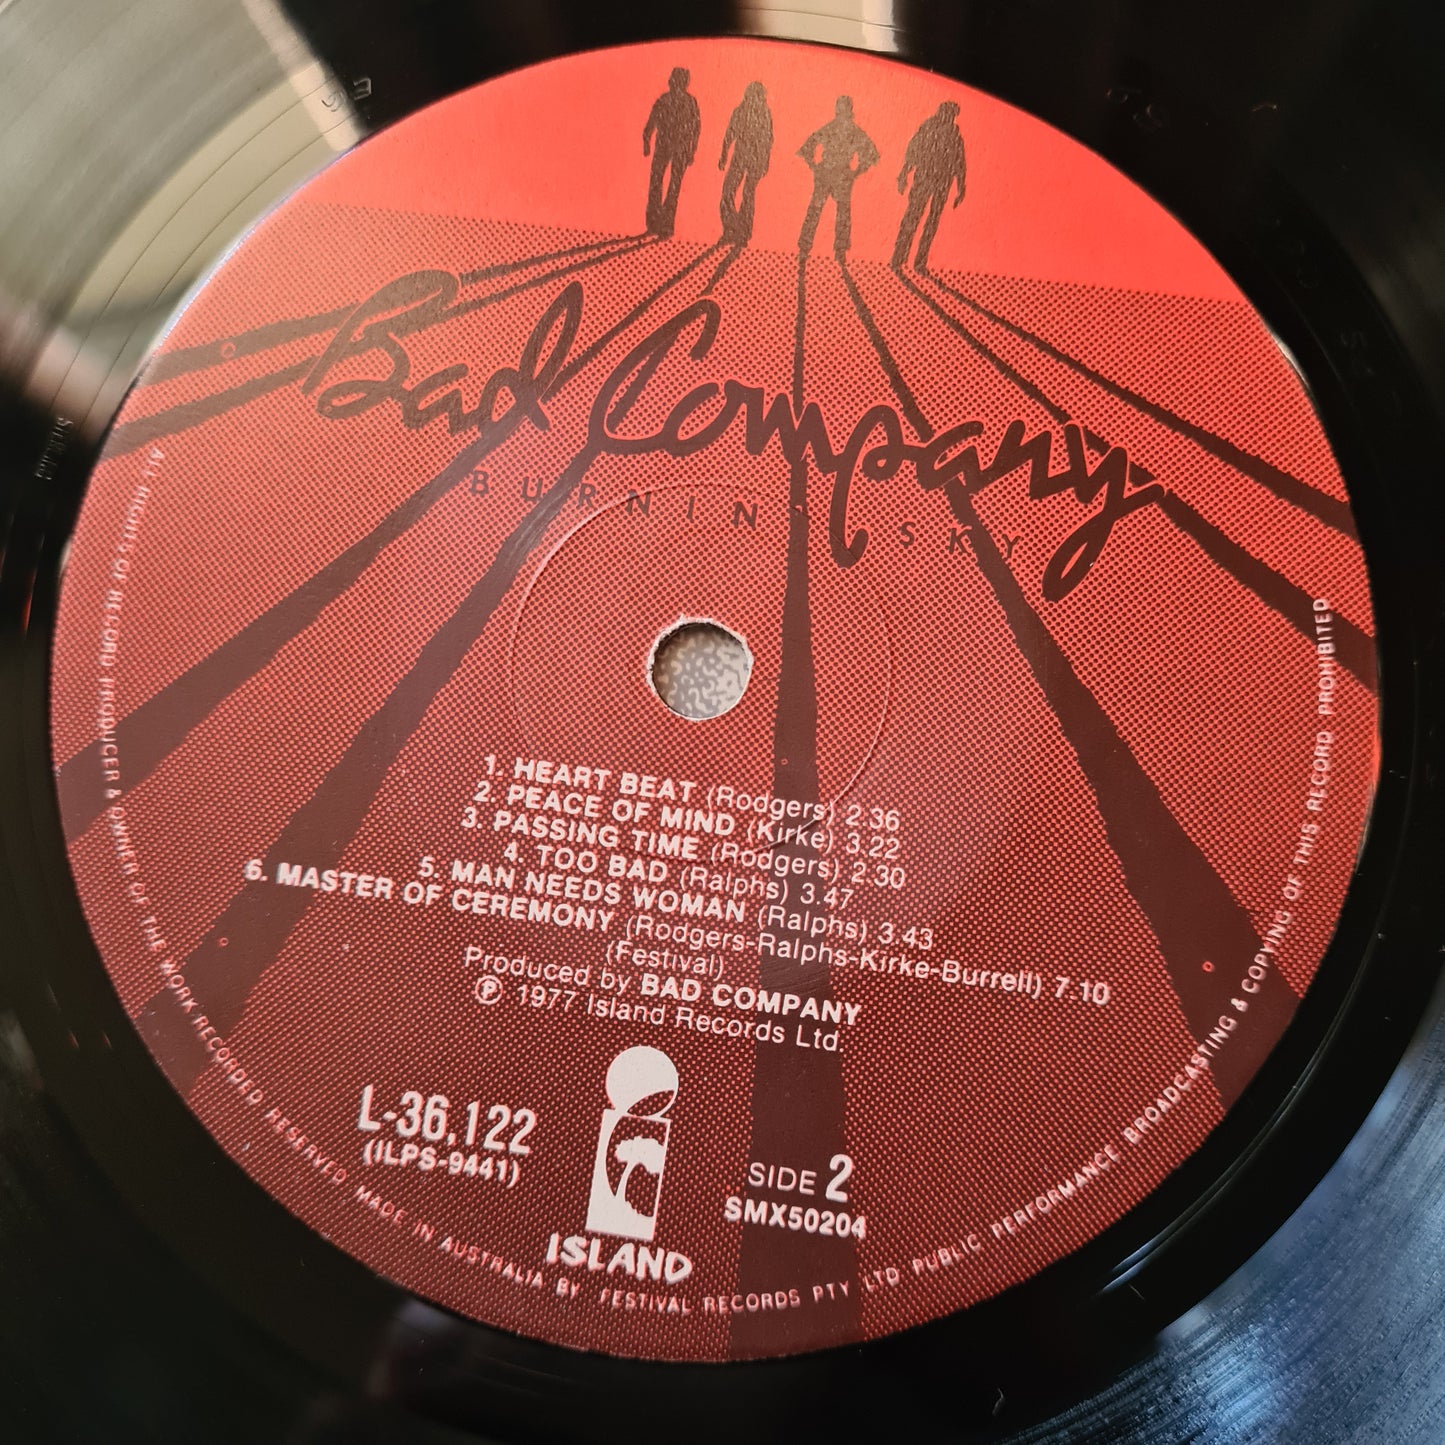 Bad Company
BURNIN' SKY
1. HEART BEAT (Rodgers) 2.36
2. PEACE OF MIND (Kirke) 3.22
3. PASSING TIME (Rodgers) 2.30
4. TOO BAD (Ralphs) 3.47
5. MAN NEEDS WOMAN (Ralphs) 3.43
6. MASTER OF CEREMONY (Rodgers-Ralphs-Kirke-Burrell) 7.10
(Festival)
Produced by BAD COMPANY
℗ 1977 Island Records Ltd.
L-36,122
(ILPS-9441)
ISLAND
SIDE 2
SMX50204
ALL RIGHTS OF RECORD PRODUCER & OWNER OF THE WORK RECORDED RESERVED MADE IN AUSTRALIA BY FESTIVAL RECORDS PTY LTD PUBLIC PERFORMANCE BROADCASTING & COPYING OF THIS RECORD PROHIBITED